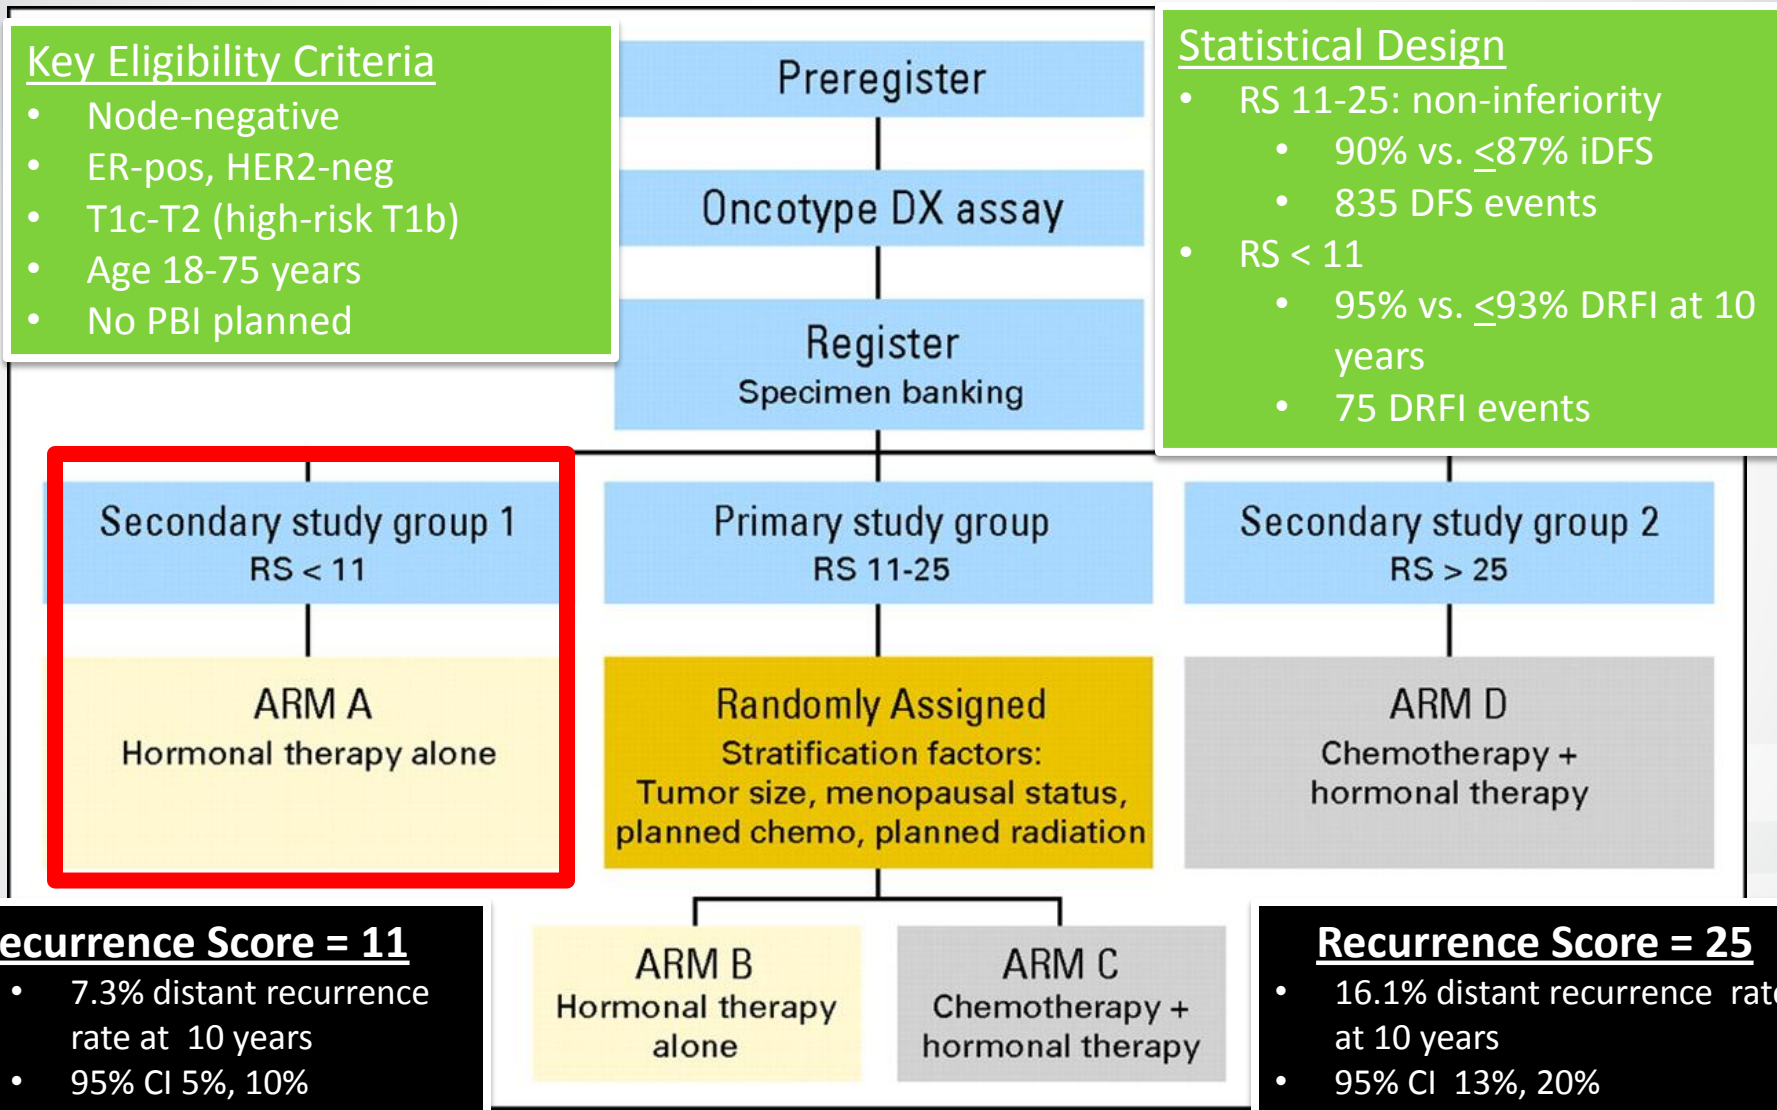 Key Eligibility Criteria
• Node-negative
• ER-pos, HER2-neg
• T1c-T2 (high-risk T1b)
• Age 18-75 years
• No PBI planned
Preregister
Oncotype DX assay
Register
Specimen banking
Statistical Design
• RS 11-25: non-inferiority
• 90% vs. <87% iDFS
• 835 DFS events
• RS < 11
• 95% vs. <93% DRFI at 10
years
• 75 DRFI events
Secondary study group 1
RS < 11
Primary study group
RS 11-25
Secondary study group 2
RS > 25
ARM A
Hormonal therapy alone
Randomly Assigned
Stratification factors:
Tumor size, menopausal status,
planned chemo, planned radiation
ARM D
Chemotherapy +
hormonal therapy
ARM B
Hormonal therapy
alone
ARM C
Chemotherapy +
hormonal therapy
ecurrence Score = 11
• 7.3% distant recurrence
rate at 10 years
• 95% CI 5%, 10%
Recurrence Score = 25
• 16.1% distant recurrence rate
at 10 years
• 95% CI 13%, 20%